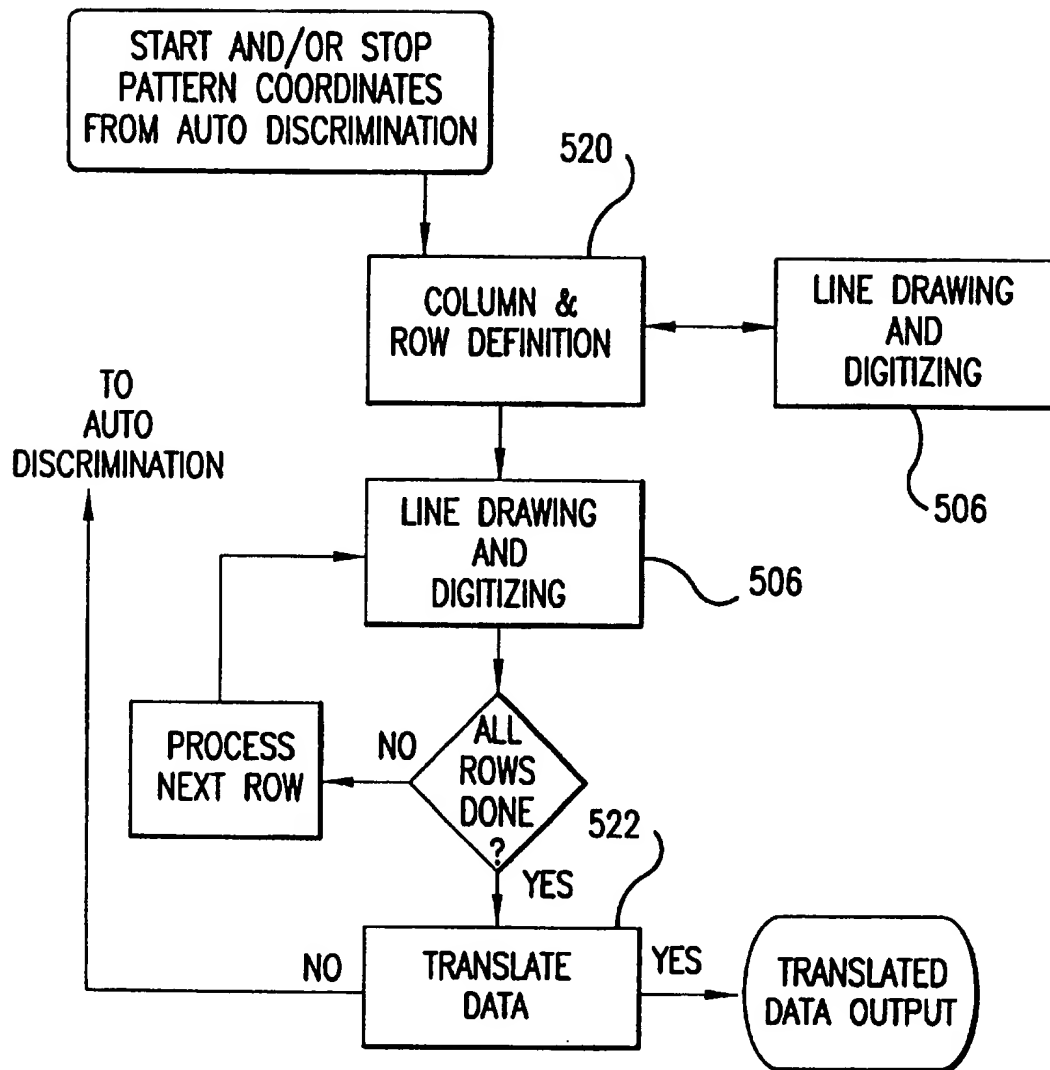 START AND/OR STOP
PATTERN COORDINATES
FROM AUTO DISCRIMINATION
520
COLUMN &
ROW DEFINITION
LINE DRAWING
AND
DIGITIZING
506
TO
AUTO
DISCRIMINATION
LINE DRAWING
AND
DIGITIZING
506
PROCESS
NEXT ROW
NO
ALL
ROWS
DONE
?
YES
522
NO
TRANSLATE
DATA
YES
TRANSLATED
DATA OUTPUT